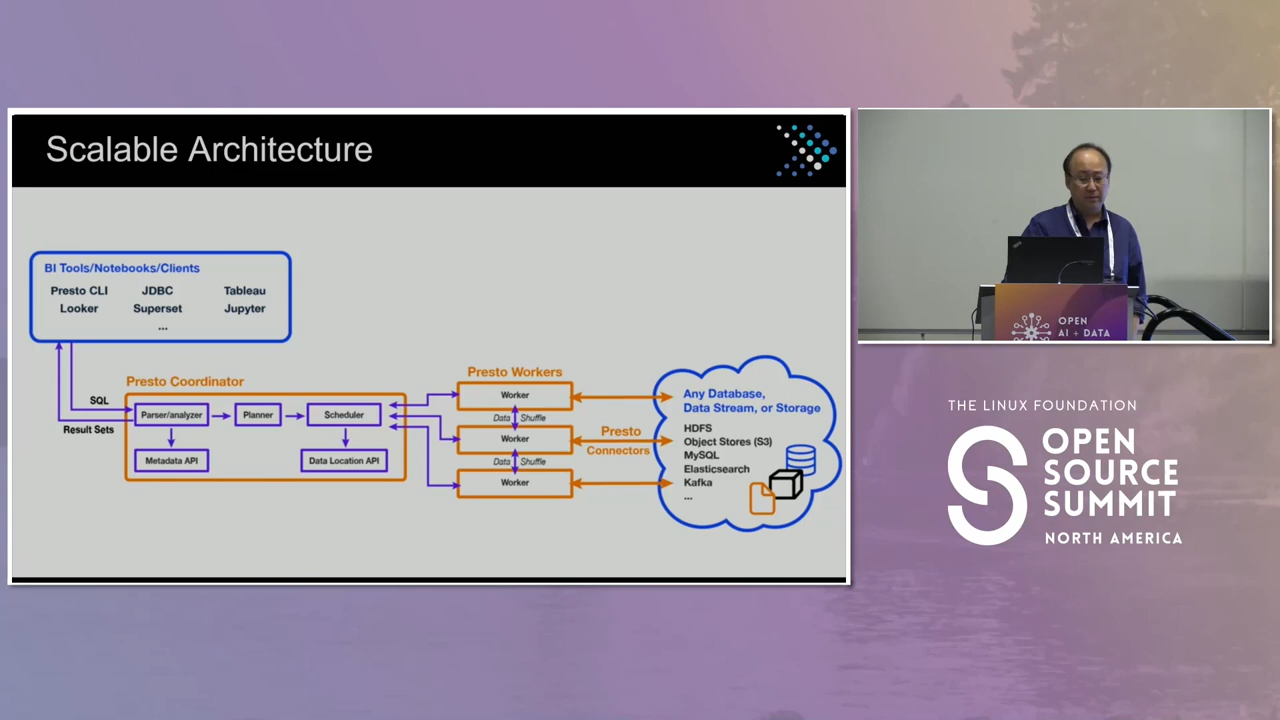 Scalable Architecture
BI Tools/Notebooks/Clients
Presto CLI JDBC Tableau
Looker Superset Jupyter
...
SQL
Result Sets
Presto Coordinator
Parser/analyzer Planner Scheduler
Metadata API Data Location API
Presto Workers
Worker
Data Shuffle
Worker
Data Shuffle
Worker
Presto
Connectors
Any Database,
Data Stream, or Storage
HDFS
Object Stores (S3)
MySQL
Elasticsearch
Kafka
...
OPEN
AI + DATA
THE LINUX FOUNDATION
OPEN
SOURCE
SUMMIT
NORTH AMERICA